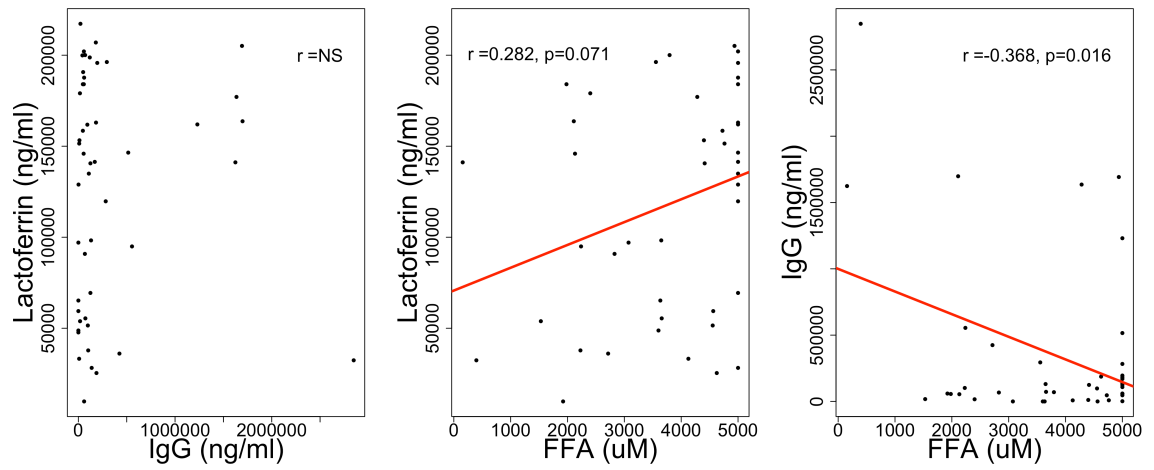 r =NS
Lactoferrin (ng/ml)
50000 100000 150000 200000
0 1000000 2000000
IgG (ng/ml)
r =0.282, p=0.071
Lactoferrin (ng/ml)
50000 100000 150000 200000
0 1000 2000 3000 4000 5000
FFA (uM)
r =-0.368, p=0.016
IgG (ng/ml)
0 500000 1500000 2500000
0 1000 2000 3000 4000 5000
FFA (uM)